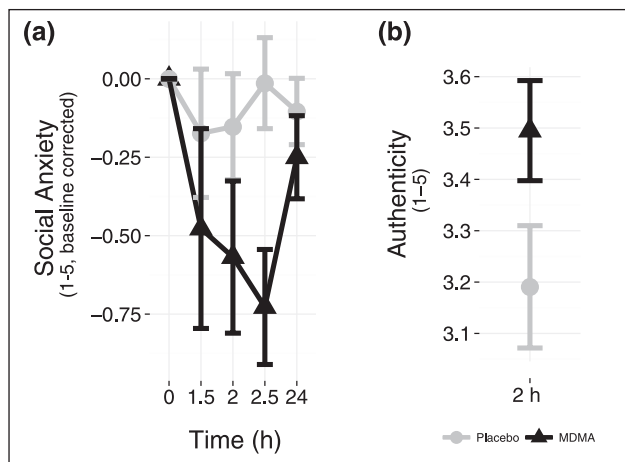 (a)
Social Anxiety
(1-5, baseline corrected)
0.00
−0.25
−0.50
−0.75
0 1.5 2 2.5 24
Time (h)
(b)
Authenticity
(1−5)
3.6
3.5
3.4
3.3
3.2
3.1
2 h
Placebo MDMA